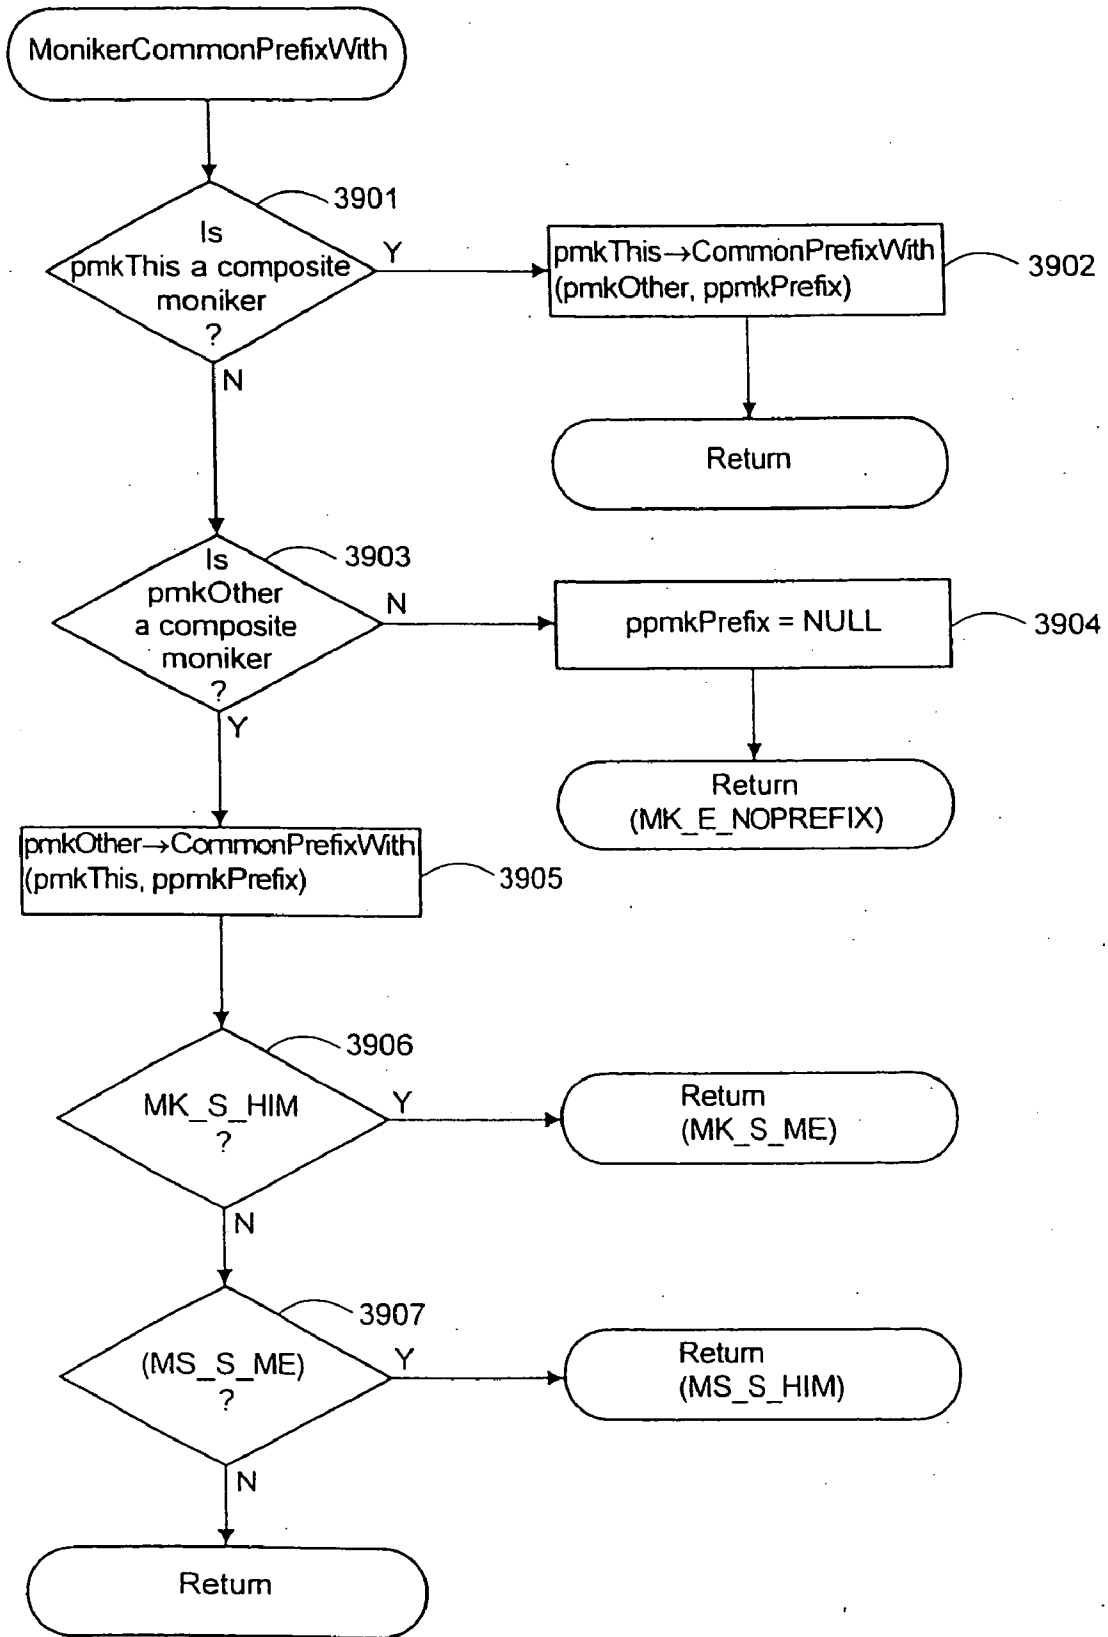 MonikerCommonPrefixWith
3901
Is
pmkThis a composite
moniker
?
Y
N
pmkThis→CommonPrefixWith
(pmkOther, ppmkPrefix)
3902
Return
3903
Is
pmkOther
a composite
moniker
?
N
Y
ppmkPrefix = NULL
3904
Return
(MK_E_NOPREFIX)
pmkOther→CommonPrefixWith
(pmkThis, ppmkPrefix)
3905
3906
MK_S_HIM
?
Y
N
Return
(MK_S_ME)
3907
(MS_S_ME)
?
Y
N
Return
(MS_S_HIM)
Return